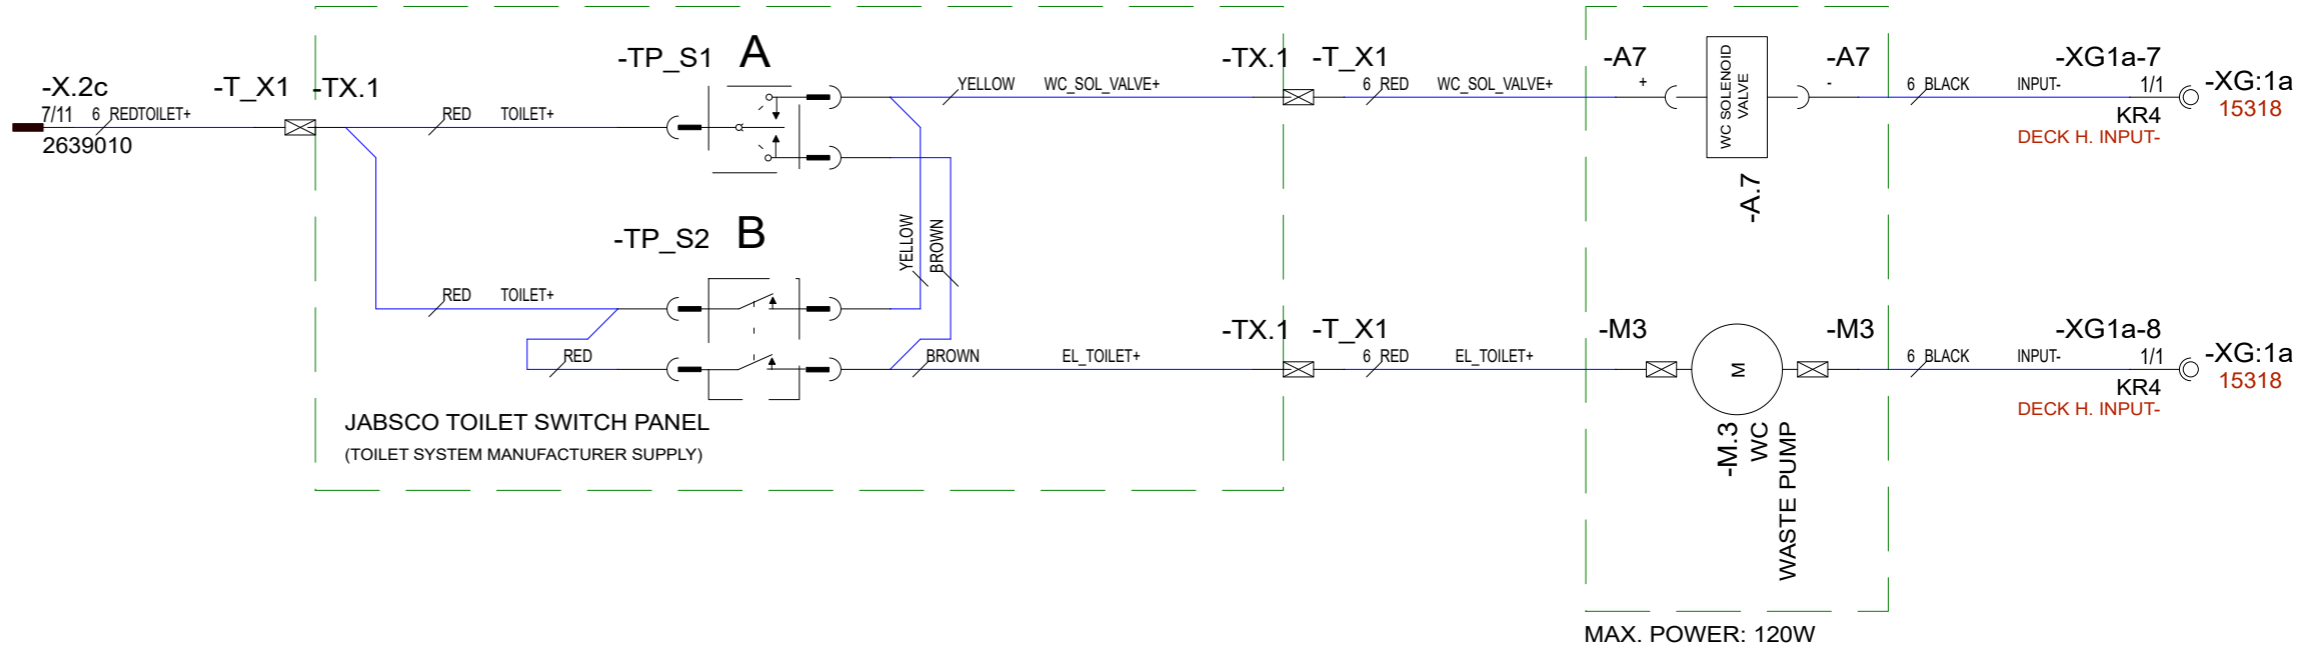 -X.2c
7/11
6 REDTOILET+
2639010
-T_X1
-TX.1
-TP_S1
A
RED TOILET+
YELLOW WC_SOL_VALVE+
-TX.1
-T_X1
6 RED WC_SOL_VALVE+
-A7
+
WC SOLENOID
VALVE
-A.7
-A7
-
6 BLACK INPUT-
-XG1a-7
1/1
KR4
DECK H. INPUT-
-XG:1a
15318
-TP_S2
B
YELLOW
BROWN
RED TOILET+
RED
BROWN EL_TOILET+
-TX.1
-T_X1
6 RED EL_TOILET+
-M3
M
-M.3
WC
WASTE PUMP
-M3
6 BLACK INPUT-
-XG1a-8
1/1
KR4
DECK H. INPUT-
-XG:1a
15318
JABSCO TOILET SWITCH PANEL
(TOILET SYSTEM MANUFACTURER SUPPLY)
MAX. POWER: 120W